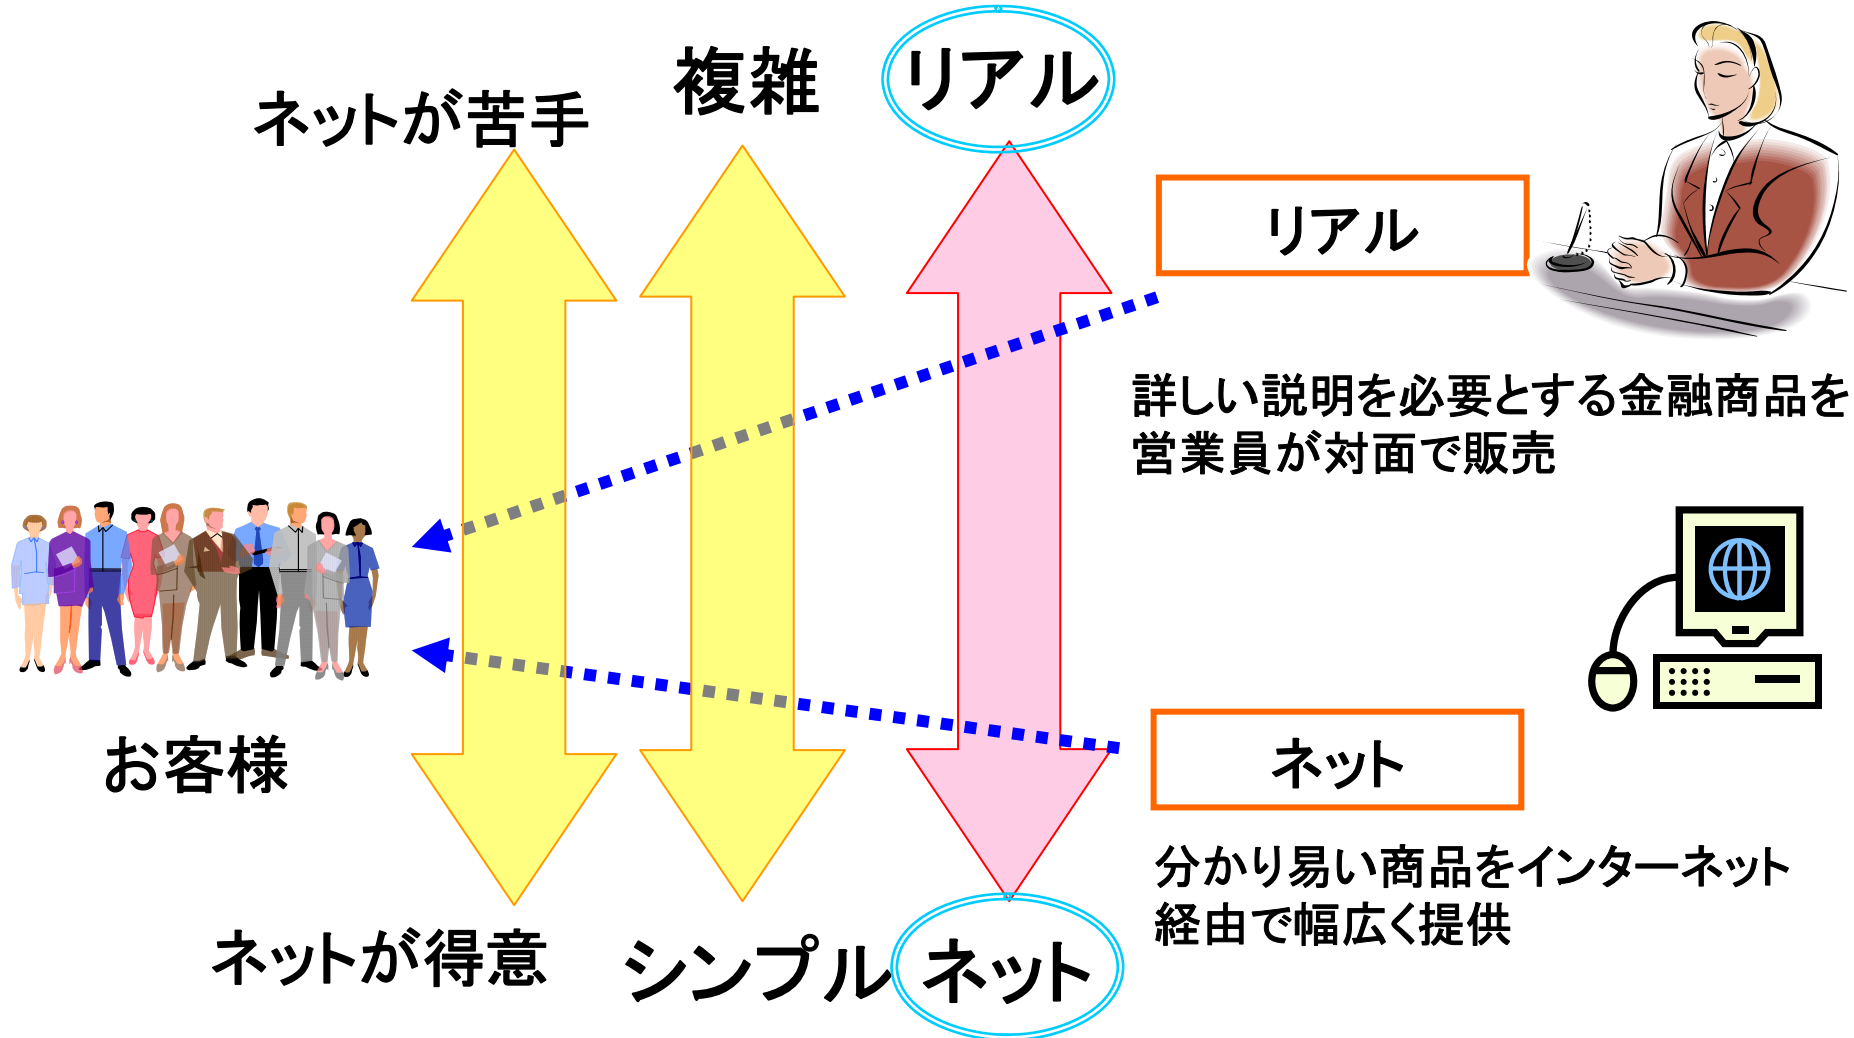 ネットが苦手
複雑
リアル
リアル
詳しい説明を必要とする金融商品を
営業員が対面で販売
お客様
ネット
分かり易い商品をインターネット
経由で幅広く提供
ネットが得意
シンプル
ネット